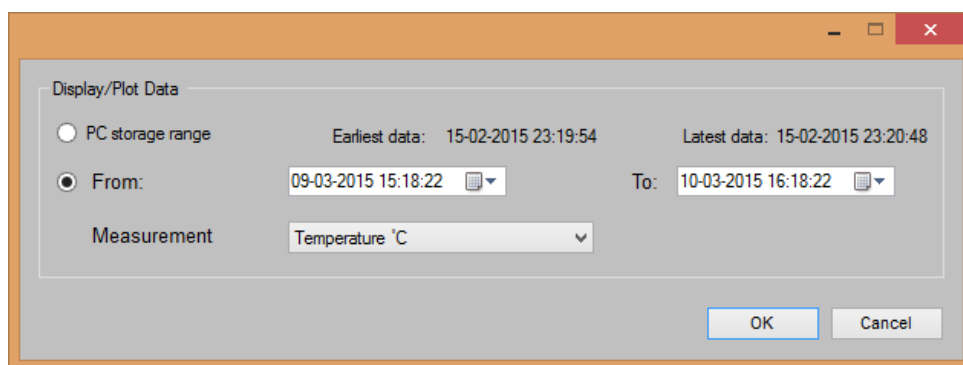 Display/Plot Data
PC storage range Earliest data: 15-02-2015 23:19:54 Latest data: 15-02-2015 23:20:48
From: 09-03-2015 15:18:22 To: 10-03-2015 16:18:22
Measurement Temperature °C
OK Cancel